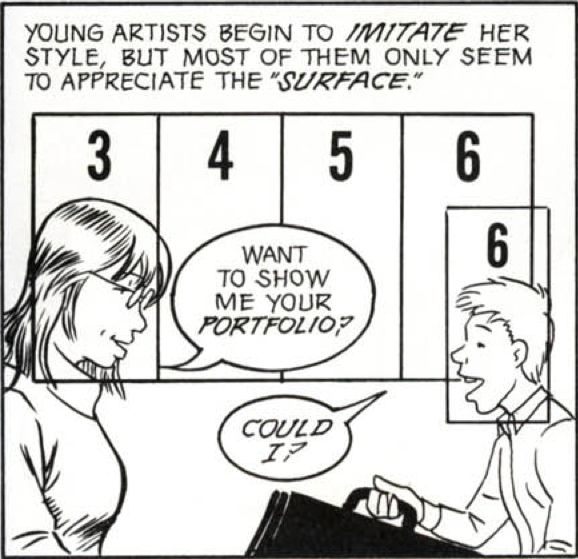 YOUNG ARTISTS BEGIN TO IMITATE HER
STYLE, BUT MOST OF THEM ONLY SEEM
TO APPRECIATE THE "SURFACE."
3 4 5 6
6
WANT
TO SHOW
ME YOUR
PORTFOLIO?
COULD
I?